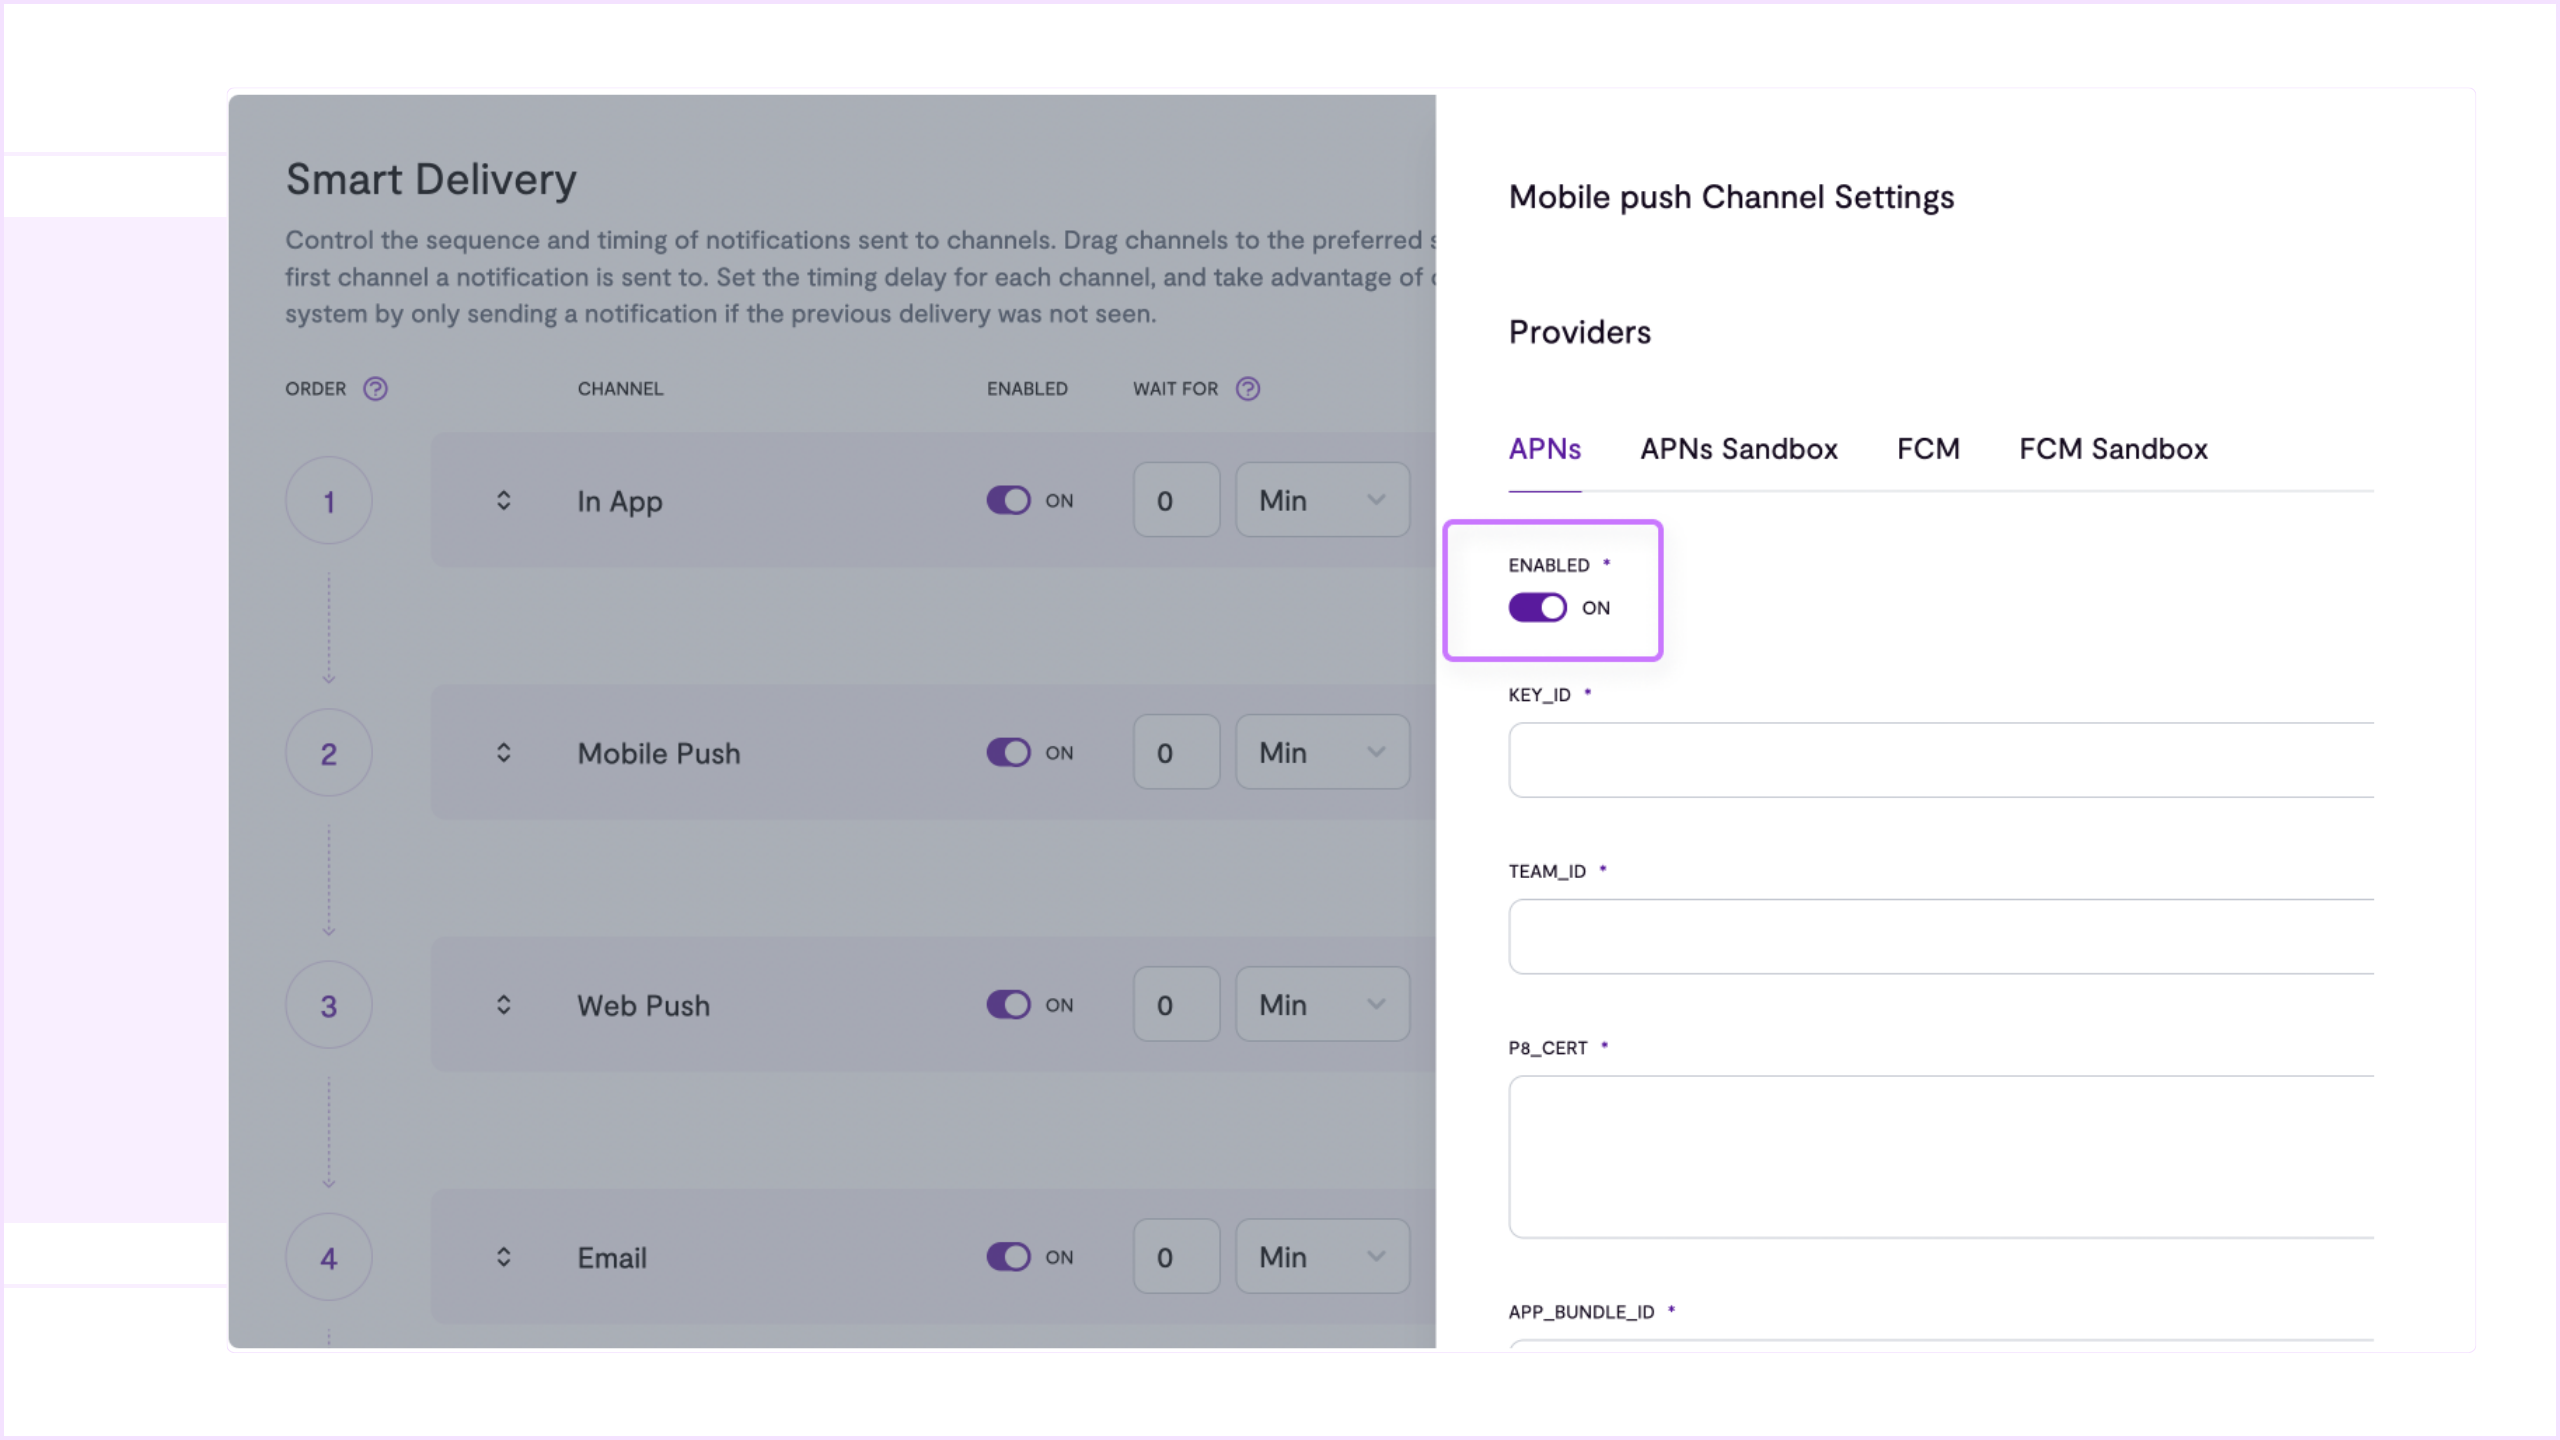 Smart Delivery
Control the sequence and timing of notifications sent to channels. Drag channels to the preferred
first channel a notification is sent to. Set the timing delay for each channel, and take advantage of
system by only sending a notification if the previous delivery was not seen.
ORDER ? CHANNEL ENABLED WAIT FOR ?
1 In App ON 0 Min
2 Mobile Push ON 0 Min
3 Web Push ON 0 Min
4 Email ON 0 Min
Mobile push Channel Settings
Providers
APNs APNs Sandbox FCM FCM Sandbox
ENABLED *
ON
KEY_ID *
TEAM_ID *
P8_CERT *
APP_BUNDLE_ID *